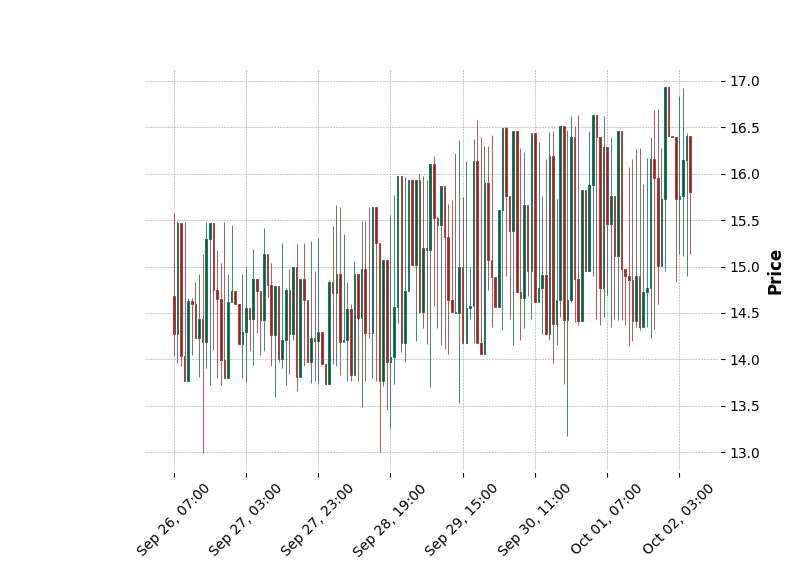 17.0
16.5
16.0
15.5
15.0
14.5
14.0
13.5
13.0
Price
Sep 26, 07:00
Sep 27, 03:00
Sep 27, 23:00
Sep 28, 19:00
Sep 29, 15:00
Sep 30, 11:00
Oct 01, 07:00
Oct 02, 03:00